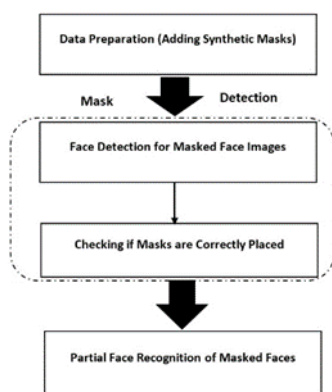 Data Preparation (Adding Synthetic Masks)
Mask Detection
Face Detection for Masked Face Images
Checking if Masks are Correctly Placed
Partial Face Recognition of Masked Faces